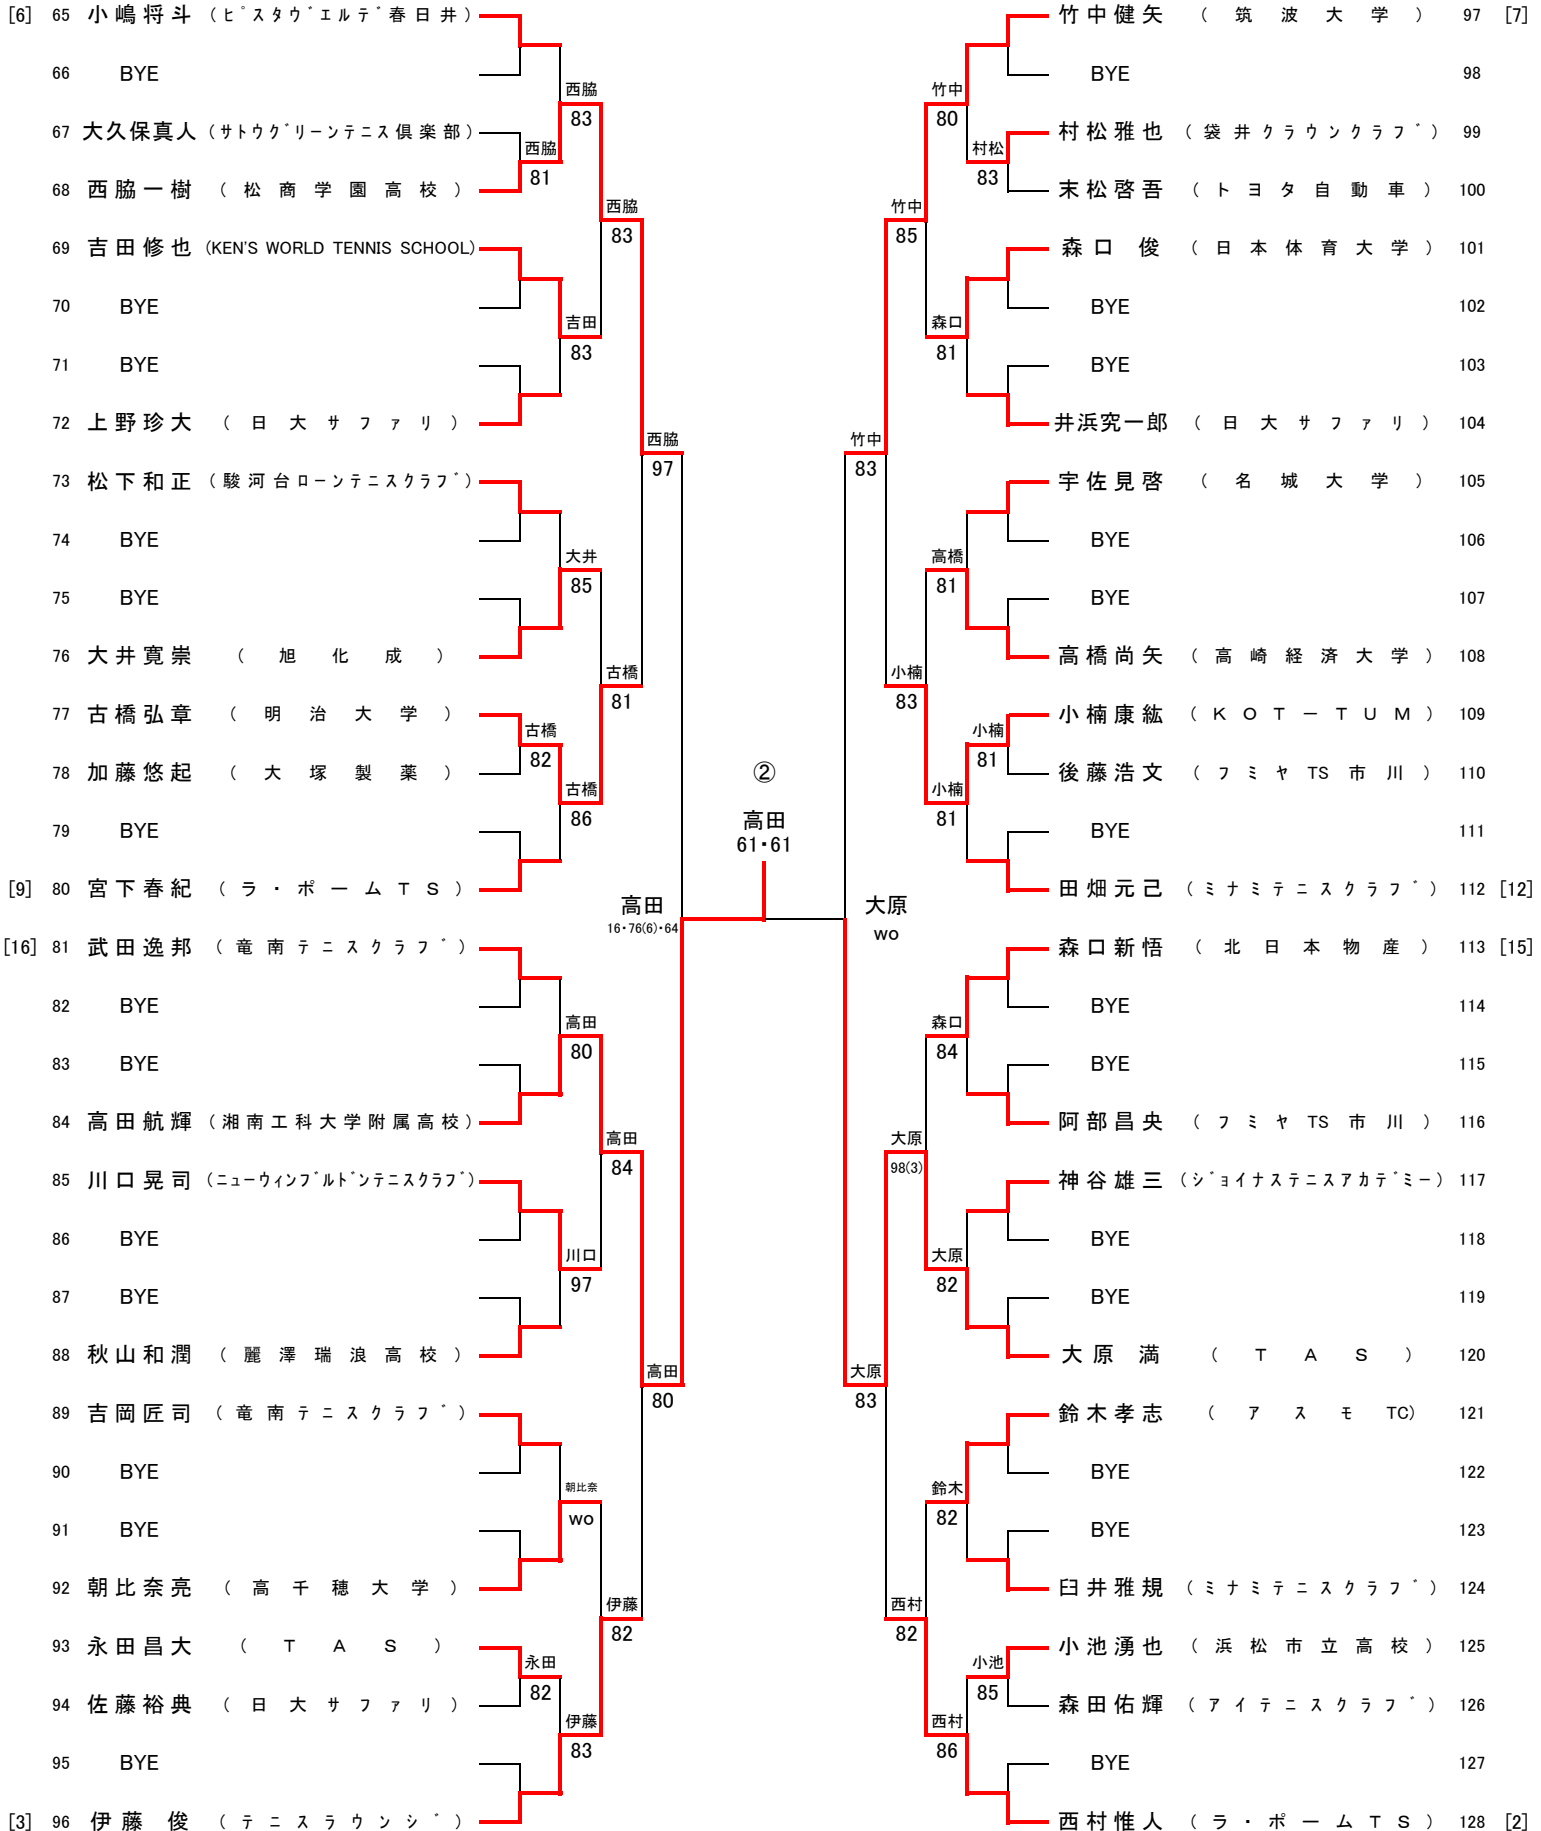 [6] 65 小嶋将斗 (ピスタヴェルデ春日井)
66 BYE
67 大久保真人 (サトウグリーンテニス倶楽部)
68 西脇一樹 (松商学園高校)
69 吉田修也 (KEN'S WORLD TENNIS SCHOOL)
70 BYE
71 BYE
72 上野珍大 (日大サファリ)
73 松下和正 (駿河台ローンテニスクラブ)
74 BYE
75 BYE
76 大井寛崇 (旭化成)
77 古橋弘章 (明治大学)
78 加藤悠起 (大塚製薬)
79 BYE
[9] 80 宮下春紀 (ラ・ポームTS)
[16] 81 武田逸邦 (竜南テニスクラブ)
82 BYE
83 BYE
84 高田航輝 (湘南工科大学附属高校)
85 川口晃司 (ニューウィンブルドンテニスクラブ)
86 BYE
87 BYE
88 秋山和潤 (麗澤瑞浪高校)
89 吉岡匠司 (竜南テニスクラブ)
90 BYE
91 BYE
92 朝比奈亮 (高千穂大学)
93 永田昌大 (TAS)
94 佐藤裕典 (日大サファリ)
95 BYE
[3] 96 伊藤 俊 (テニスラウンジ)
西脇
81
古橋
82
永田
82
西脇
83
吉田
83
大井
85
古橋
86
高田
80
川口
97
朝比奈
wo
伊藤
83
西脇
83
古橋
81
高田
84
伊藤
82
西脇
97
高田
80
高田
16・76(6)・64
②
高田
61・61
大原
wo
竹中
83
大原
83
竹中
85
小楠
83
大原
98(3)
西村
82
竹中
80
森口
81
高橋
81
小楠
81
森口
84
大原
82
鈴木
82
西村
86
村松
83
小楠
81
小池
85
竹中健矢 (筑波大学) 97 [7]
BYE 98
村松雅也 (袋井クラウンクラブ) 99
末松啓吾 (トヨタ自動車) 100
森口 俊 (日本体育大学) 101
BYE 102
BYE 103
井浜究一郎 (日大サファリ) 104
宇佐見啓 (名城大学) 105
BYE 106
BYE 107
高橋尚矢 (高崎経済大学) 108
小楠康紘 (KOT－TUM) 109
後藤浩文 (フミヤTS市川) 110
BYE 111
田畑元己 (ミナミテニスクラブ) 112 [12]
森口新悟 (北日本物産) 113 [15]
BYE 114
BYE 115
阿部昌央 (フミヤTS市川) 116
神谷雄三 (ジョイナステニスアカデミー) 117
BYE 118
BYE 119
大原 満 (TAS) 120
鈴木孝志 (アスモTC) 121
BYE 122
BYE 123
臼井雅規 (ミナミテニスクラブ) 124
小池湧也 (浜松市立高校) 125
森田佑輝 (アイテニスクラブ) 126
BYE 127
西村惟人 (ラ・ポームTS) 128 [2]